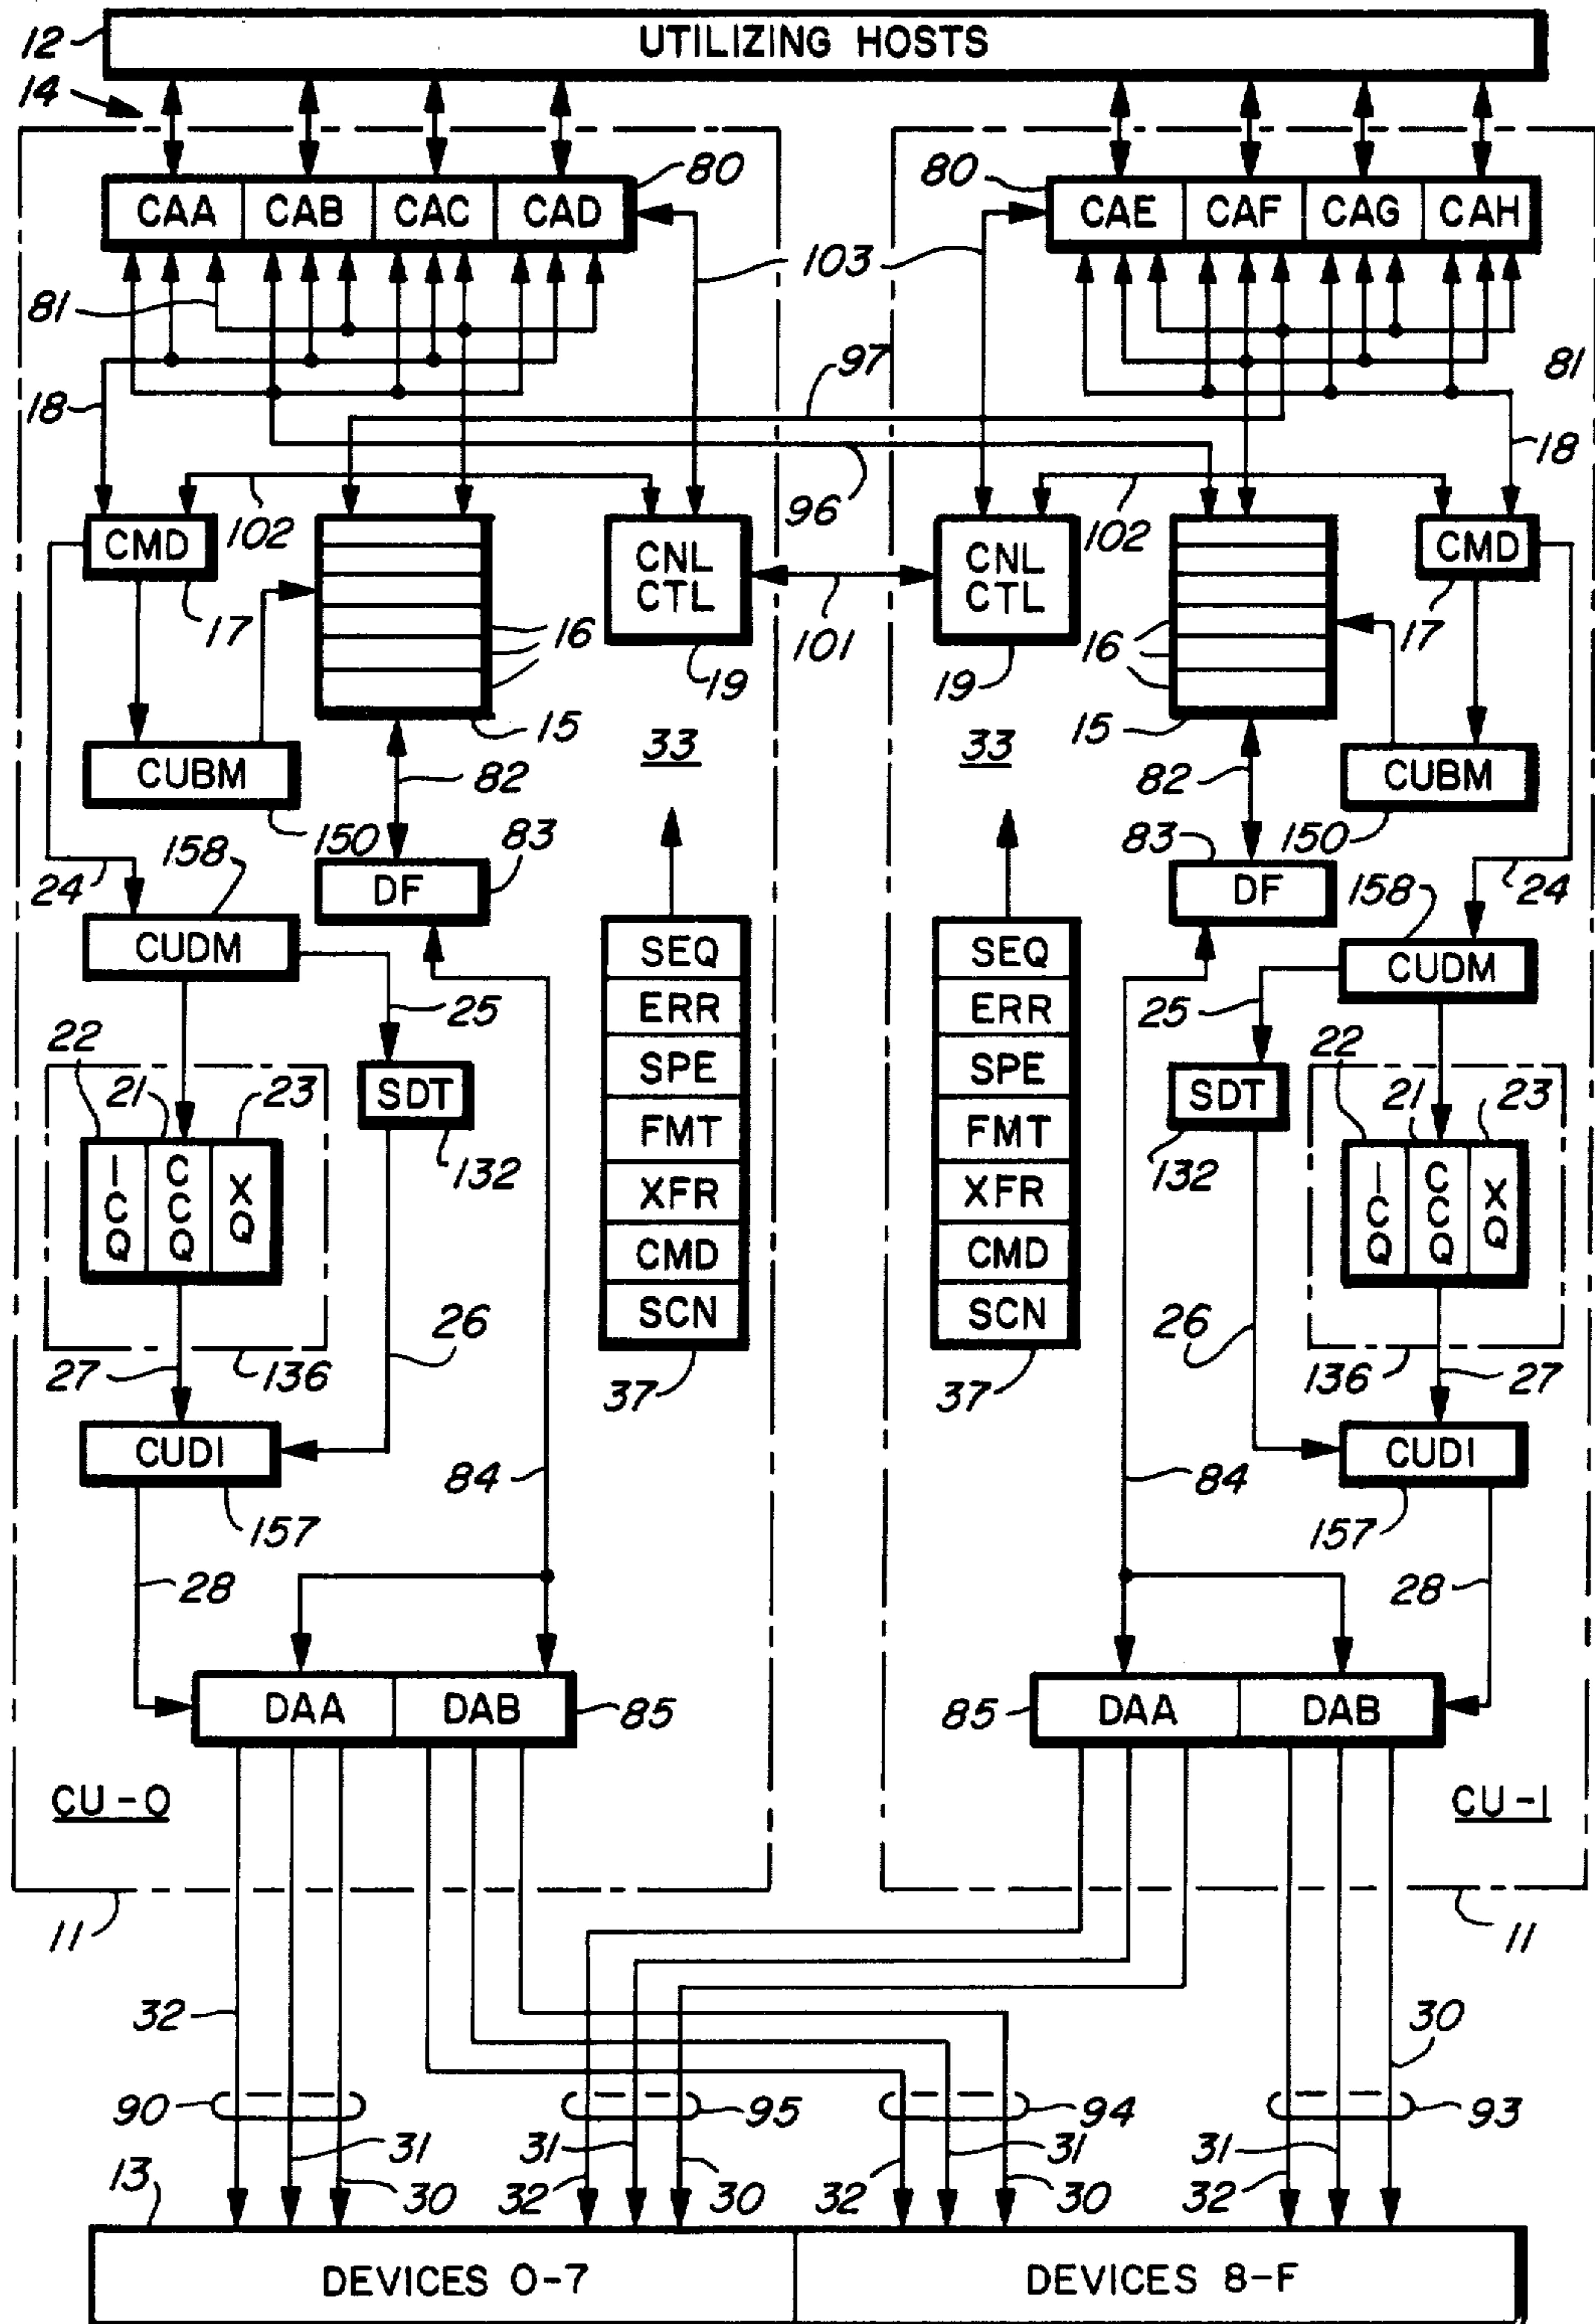 12 UTILIZING HOSTS
14
80 80
CAA CAB CAC CAD CAE CAF CAG CAH
103
81
97 81
18 18
102 96 102
CMD CNL CTL CNL CTL CMD
17 16 101 16 17
19 19
15 33 33 15
CUBM 82 82 CUBM
150 150
158 83 83 158
24 DF DF 24
CUDM CUDM
25 25
22 21 23 22 21 23
SDT SDT
132 132
ICQ CCQ XQ ICQ CCQ XQ
SEQ SEQ
ERR ERR
SPE SPE
FMT FMT
XFR XFR
CMD CMD
SCN SCN
26 26
27 136 136 27
37 37
CUDI CUDI
84 84
157 157
28 28
DAA DAB 85 85 DAA DAB
CU-0 CU-1
11 11
32 30
90 95 94 93
31 31 31 31
13 30 32 30 32 30 32
DEVICES 0-7 DEVICES 8-F